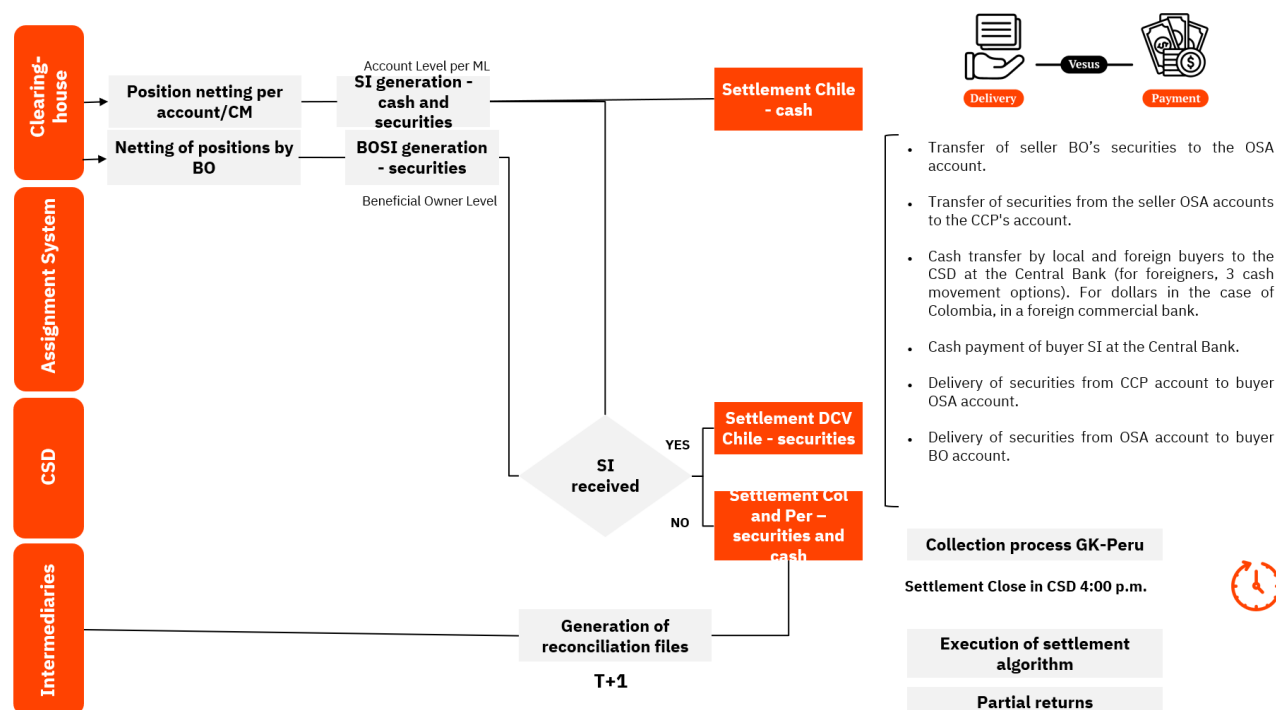 Clearing-
house
Assignment System
CSD
Intermediaries
Account Level per ML
Position netting per
account/CM
SI generation -
cash and
securities
Settlement Chile
- cash
Netting of positions by
BO
BOSI generation
- securities
Beneficial Owner Level
SI
received
YES
NO
Settlement DCV
Chile - securities
Settlement Col
and Per –
securities and
cash
Generation of
reconciliation files
T+1
Delivery
Vesus
Payment
• Transfer of seller BO’s securities to the OSA
account.
• Transfer of securities from the seller OSA accounts
to the CCP's account.
• Cash transfer by local and foreign buyers to the
CSD at the Central Bank (for foreigners, 3 cash
movement options). For dollars in the case of
Colombia, in a foreign commercial bank.
• Cash payment of buyer SI at the Central Bank.
• Delivery of securities from CCP account to buyer
OSA account.
• Delivery of securities from OSA account to buyer
BO account.
Collection process GK-Peru
Settlement Close in CSD 4:00 p.m.
Execution of settlement
algorithm
Partial returns